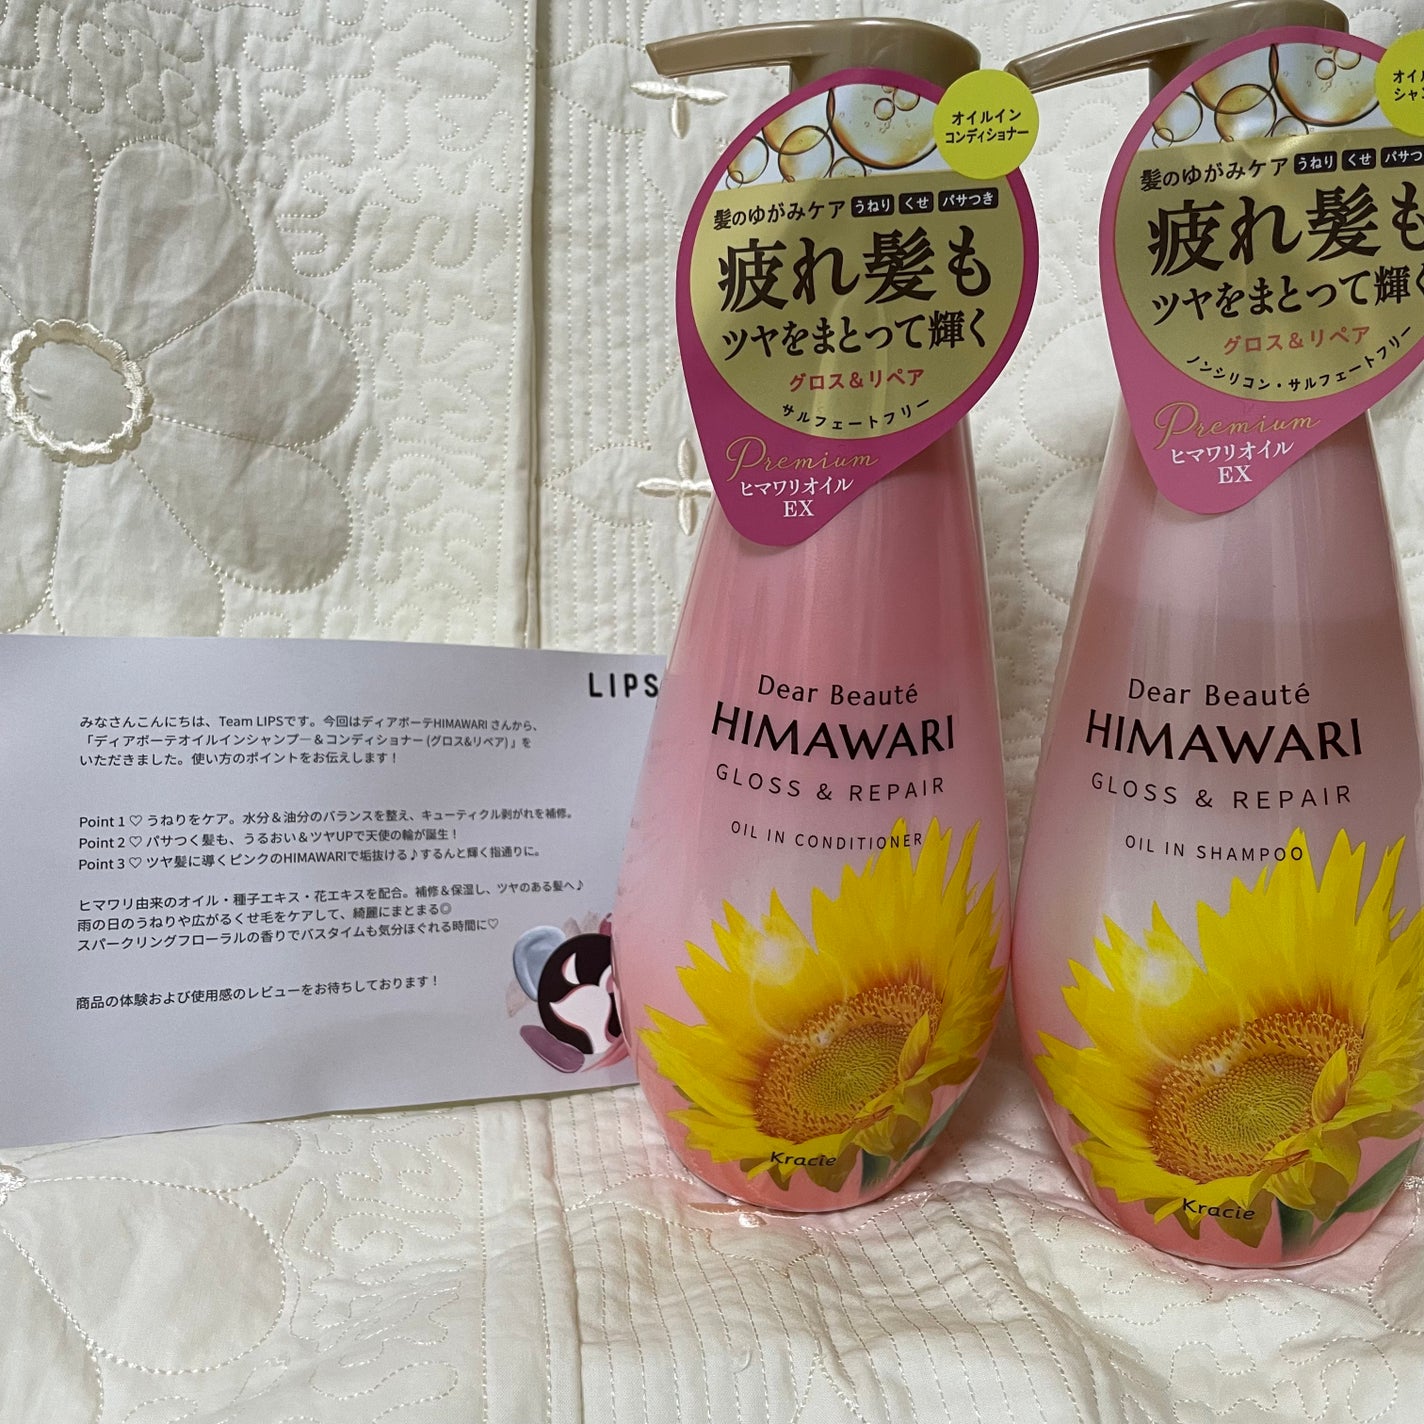 LIPS
みなさんこんにちは、Team LIPSです。今回はディアボーテHIMAWARI さんから、
「ディアボーテオイルインシャンプー＆コンディショナー (グロス&リペア) 」を
いただきました。使い方のポイントをお伝えします！
Point 1 ♡ うねりをケア。水分＆油分のバランスを整え、キューティクル剥がれを補修。
Point 2 ♡ パサつく髪も、うるおい＆ツヤUPで天使の輪が誕生！
Point 3 ♡ ツヤ髪に導くピンクのHIMAWARIで垢抜ける♪するんと輝く指通りに。
ヒマワリ由来のオイル・種子エキス・花エキスを配合。補修＆保湿し、ツヤのある髪へ♪
雨の日のうねりや広がるくせ毛をケアして、綺麗にまとまる◎
スパークリングフローラルの香りでバスタイムも気分ほぐれる時間に♡
商品の体験および使用感のレビューをお待ちしております！
オイルイン
コンディショナー
髪のゆがみケア うねり くせ パサつき
疲れ髪も
ツヤをまとって輝く
グロス&リペア
サルフェートフリー
Premium
ヒマワリオイル
EX
Dear Beauté
HIMAWARI
GLOSS & REPAIR
OIL IN CONDITIONER
Kracie
オイル
シャン
髪のゆがみケア うねり くせ パサつ
疲れ髪も
ツヤをまとって輝く
グロス&リペア
ノンシリコン・サルフェートフリー
Premium
ヒマワリオイル
EX
Dear Beauté
HIMAWARI
GLOSS & REPAIR
OIL IN SHAMPOO
Kracie